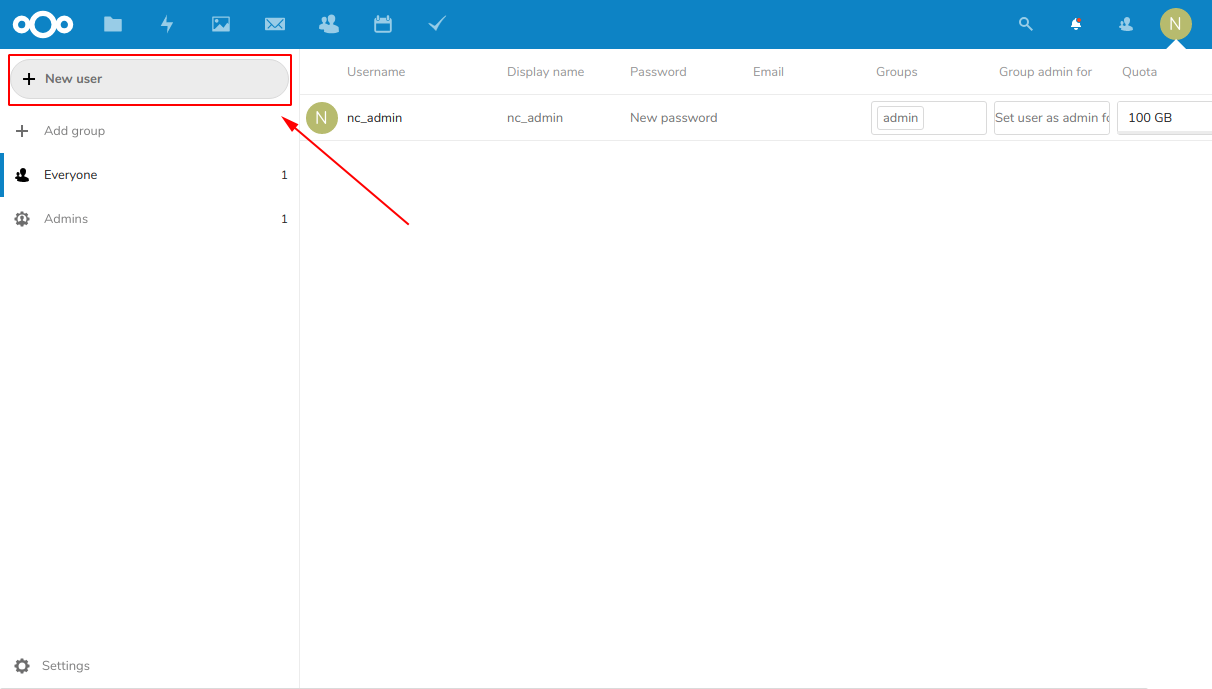 N
New user
Username Display name Password Email Groups Group admin for Quota
N nc_admin nc_admin New password admin Set user as admin fo 100 GB
Add group
Everyone 1
Admins 1
Settings